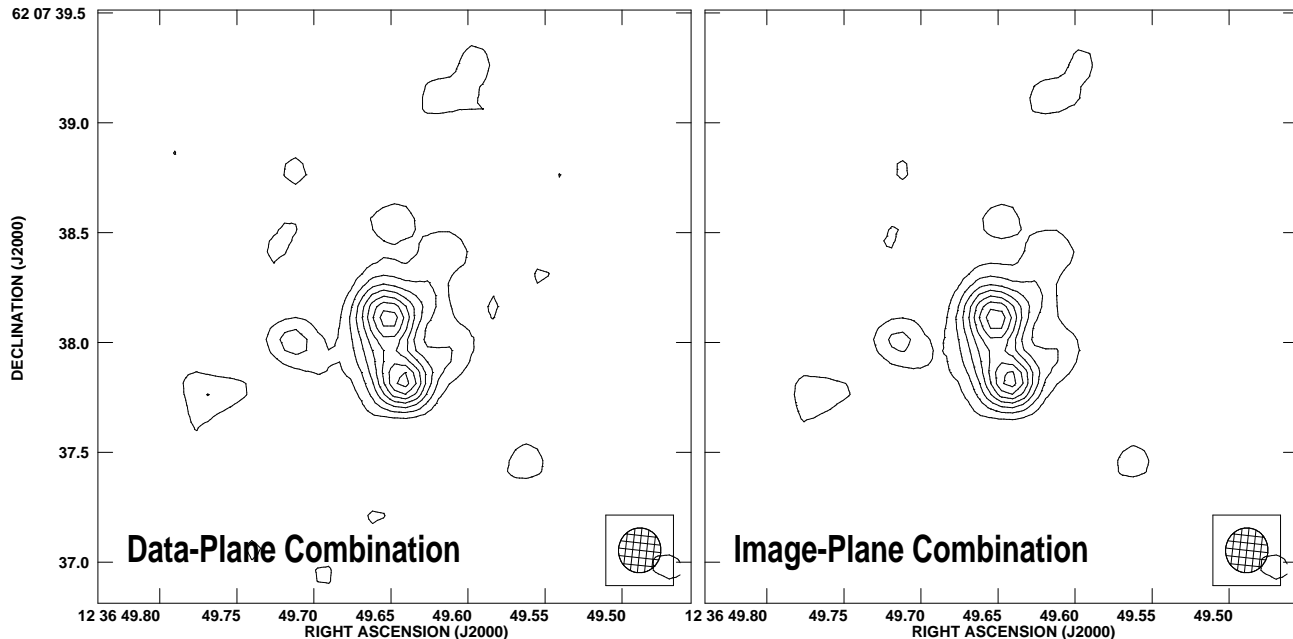 62 07 39.5
39.0
38.5
38.0
37.5
37.0
DECLINATION (J2000)
Data-Plane Combination
Image-Plane Combination
12 36 49.80 49.75 49.70 49.65 49.60 49.55 49.50
RIGHT ASCENSION (J2000)
12 36 49.80 49.75 49.70 49.65 49.60 49.55 49.50
RIGHT ASCENSION (J2000)